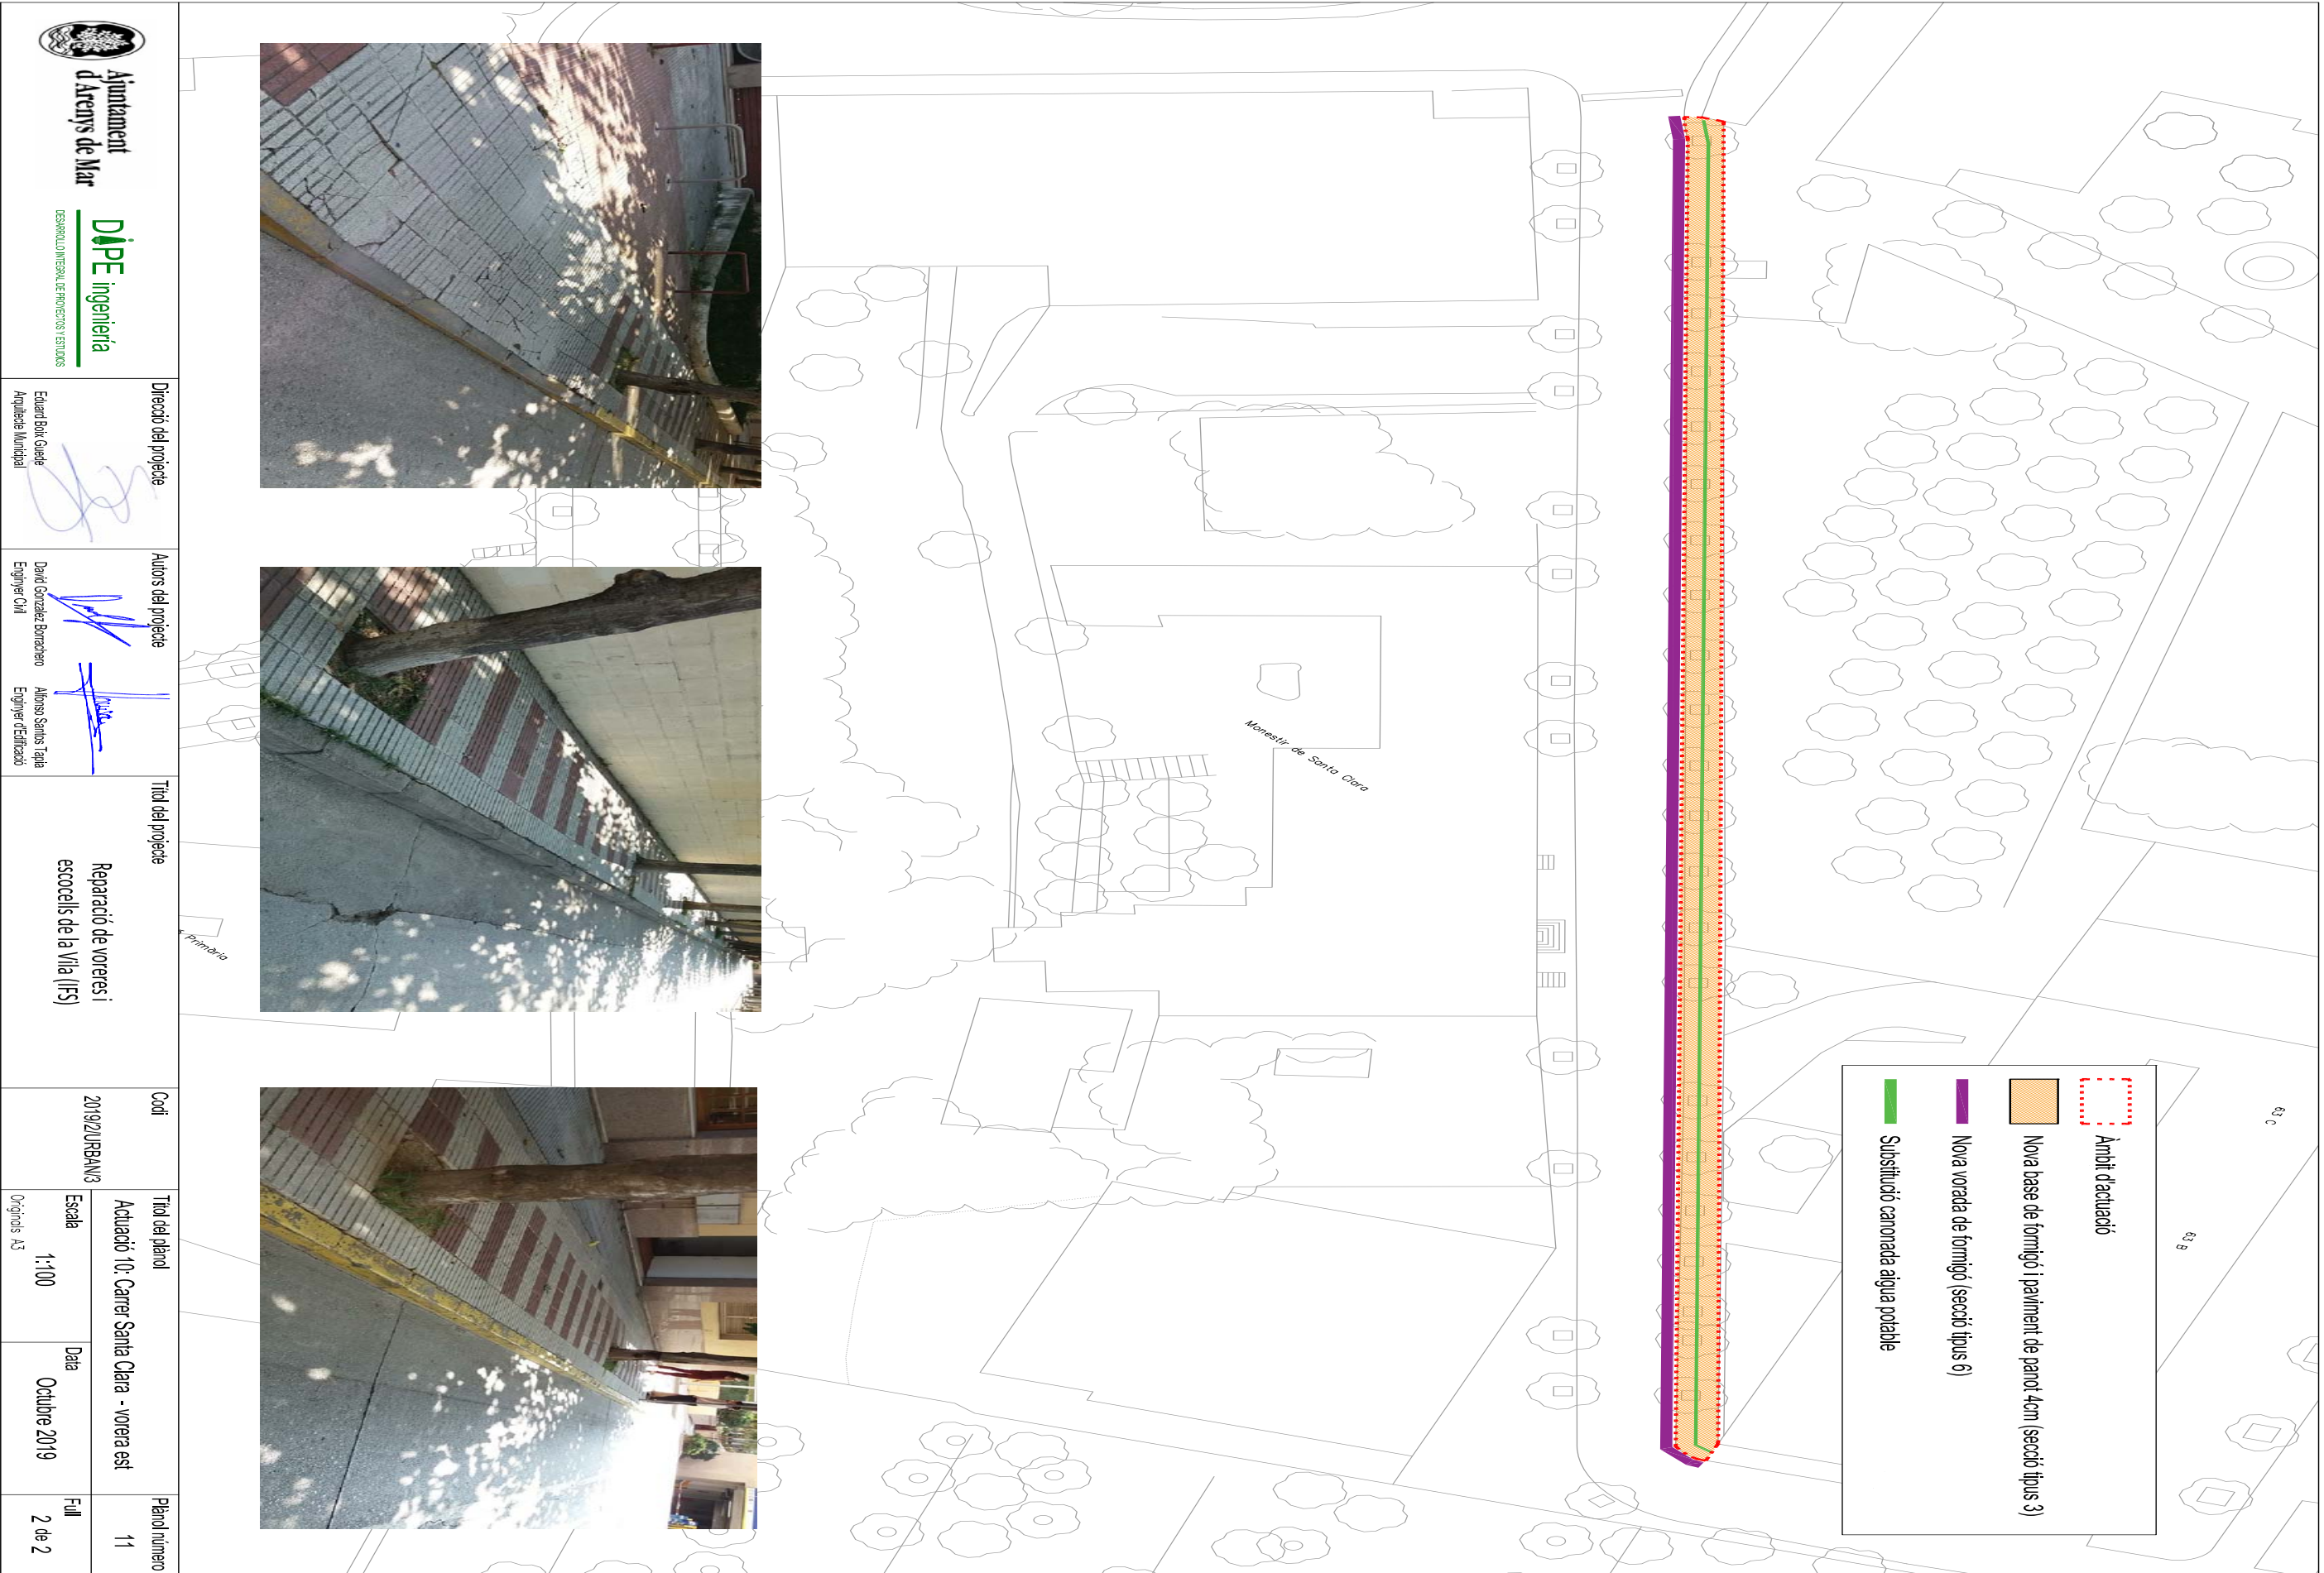 Àmbit d'actuació
Nova base de formigó i paviment de panot 4cm (secció tipus 3)
Nova vorada de formigó (secció tipus 6)
Substitució canonada aigua potable
63 C
63 B
Monestir de Santa Clara
Primària
Ajuntament
d'Arenys de Mar
DIPE ingeniería
DESARROLLO INTEGRAL DE PROYECTOS Y ESTUDIOS
Direcció del projecte
Eduard Boix Guede
Arquitecte Municipal
Autors del projecte
David Gonzalez Borrachero
Enginyer Civil
Alfonso Santos Tapia
Enginyer d'Edificació
Títol del projecte
Reparació de voreres i
escocells de la Vila (IFS)
Codi
2019/2/URBAN/3
Títol del plànol
Actuació 10: Carrer Santa Clara - vorera est
Plànol número
11
Escala
1:100
Originals A3
Data
Octubre 2019
Full
2 de 2